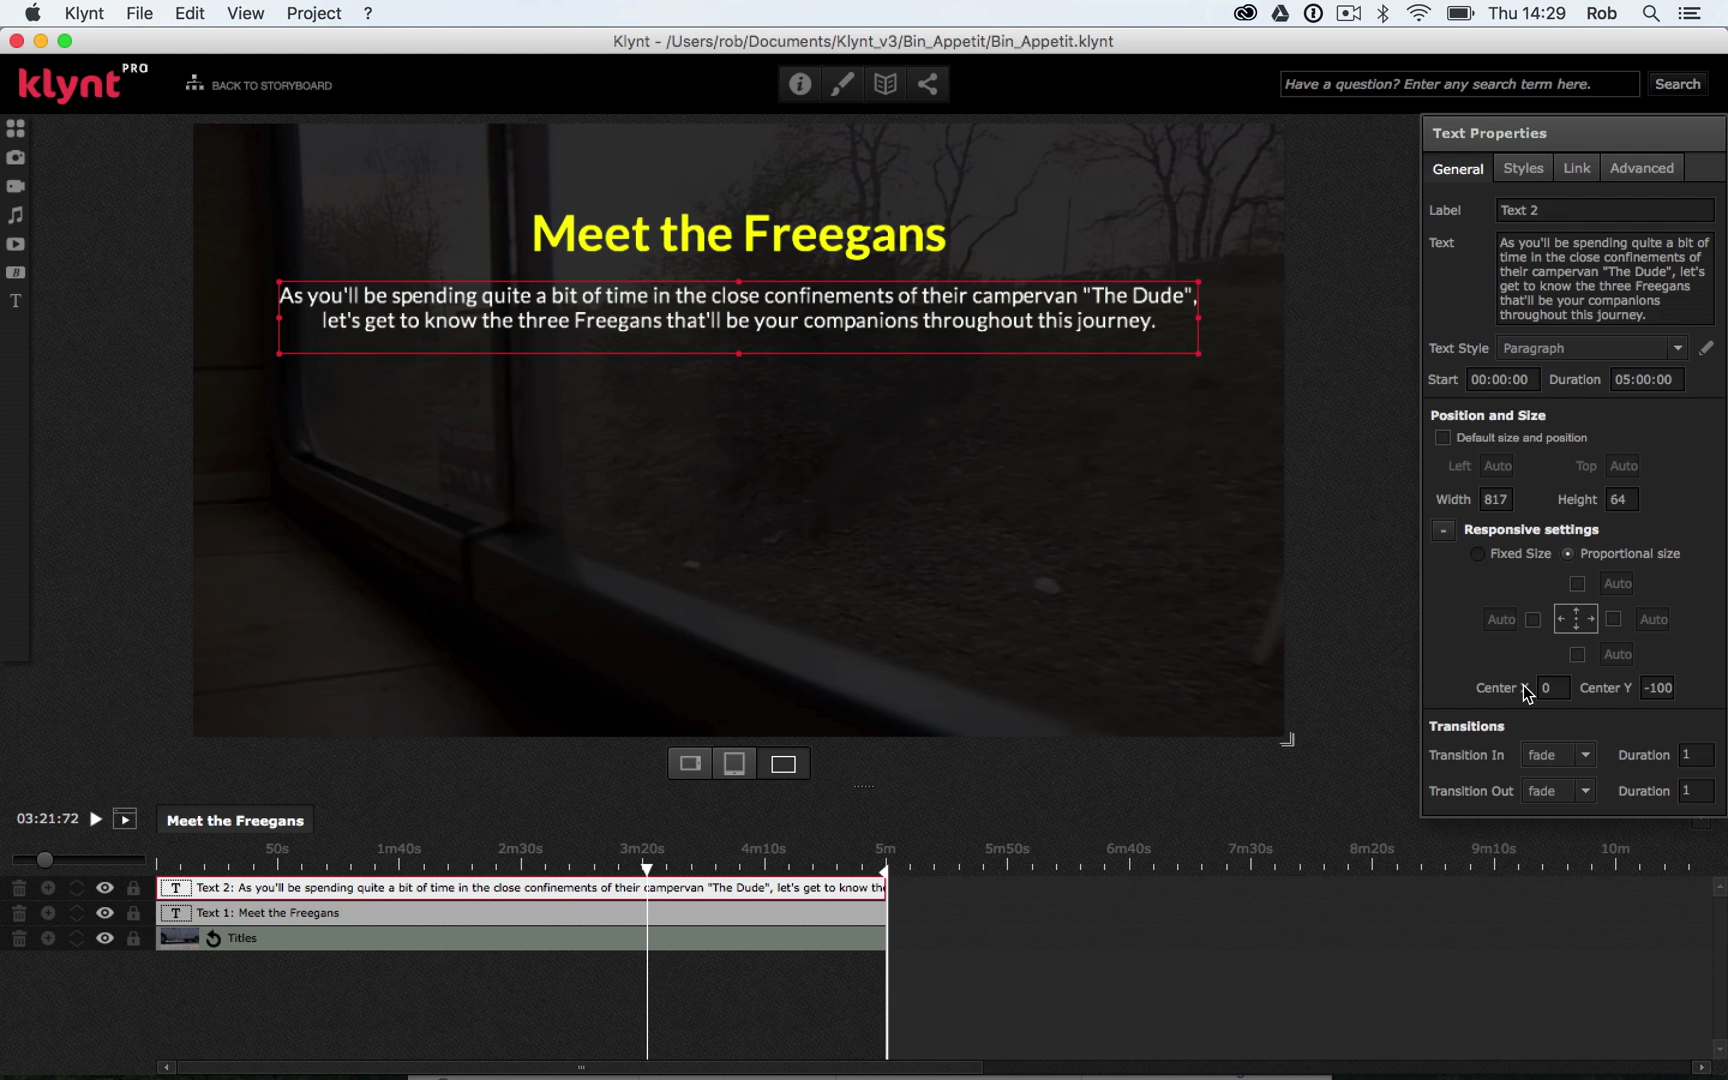 Klynt File Edit View Project ? Thu 14:29 Rob
Klynt - /Users/rob/Documents/Klynt_v3/Bin_Appetit/Bin_Appetit.klynt
klynt PRO BACK TO STORYBOARD Have a question? Enter any search term here. Search
Text Properties
General Styles Link Advanced
Label Text 2
Text
As you'll be spending quite a bit of
time in the close confinements of
their campervan "The Dude", let's
get to know the three Freegans
that'll be your companions
throughout this journey.
Text Style Paragraph
Start 00:00:00 Duration 05:00:00
Position and Size
Default size and position
Left Auto Top Auto
Width 817 Height 64
- Responsive settings
Fixed Size Proportional size
Auto
Auto Auto
Auto
Center X 0 Center Y -100
Transitions
Transition In fade Duration 1
Transition Out fade Duration 1
Meet the Freegans
As you'll be spending quite a bit of time in the close confinements of their campervan "The Dude",
let's get to know the three Freegans that'll be your companions throughout this journey.
B
T
03:21:72 Meet the Freegans
50s 1m40s 2m30s 3m20s 4m10s 5m 5m50s 6m40s 7m30s 8m20s 9m10s 10m
T Text 2: As you'll be spending quite a bit of time in the close confinements of their campervan "The Dude", let's get to know the
T Text 1: Meet the Freegans
Titles